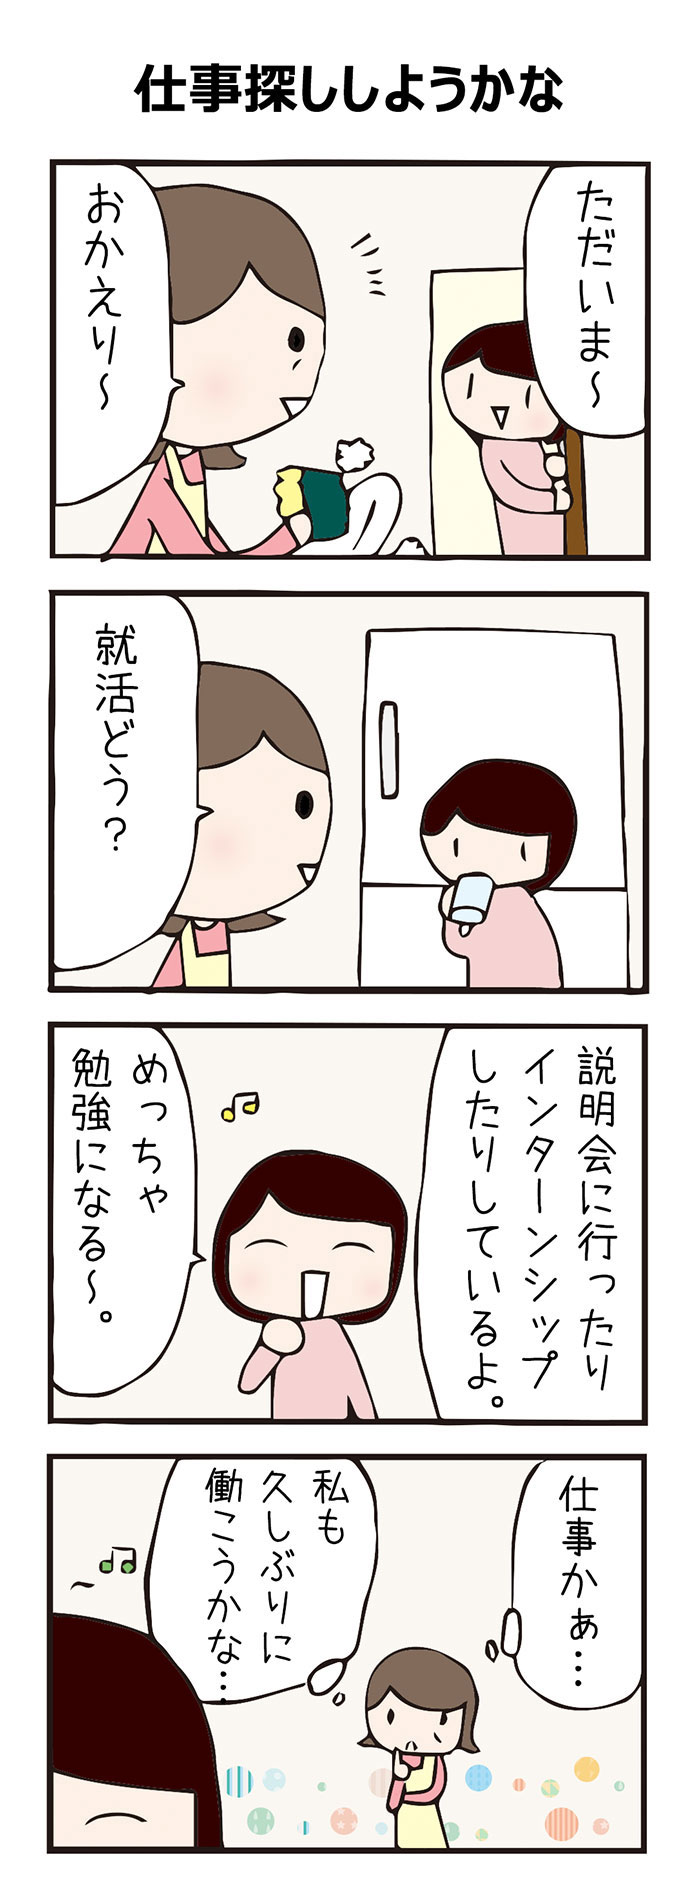 仕事探ししようかな
ただいま〜
おかえり〜
就活どう？
説明会に行ったり
インターンシップ
したりしているよ。
めっちゃ
勉強になる〜。
仕事かぁ…
私も
久しぶりに
働こうかな…